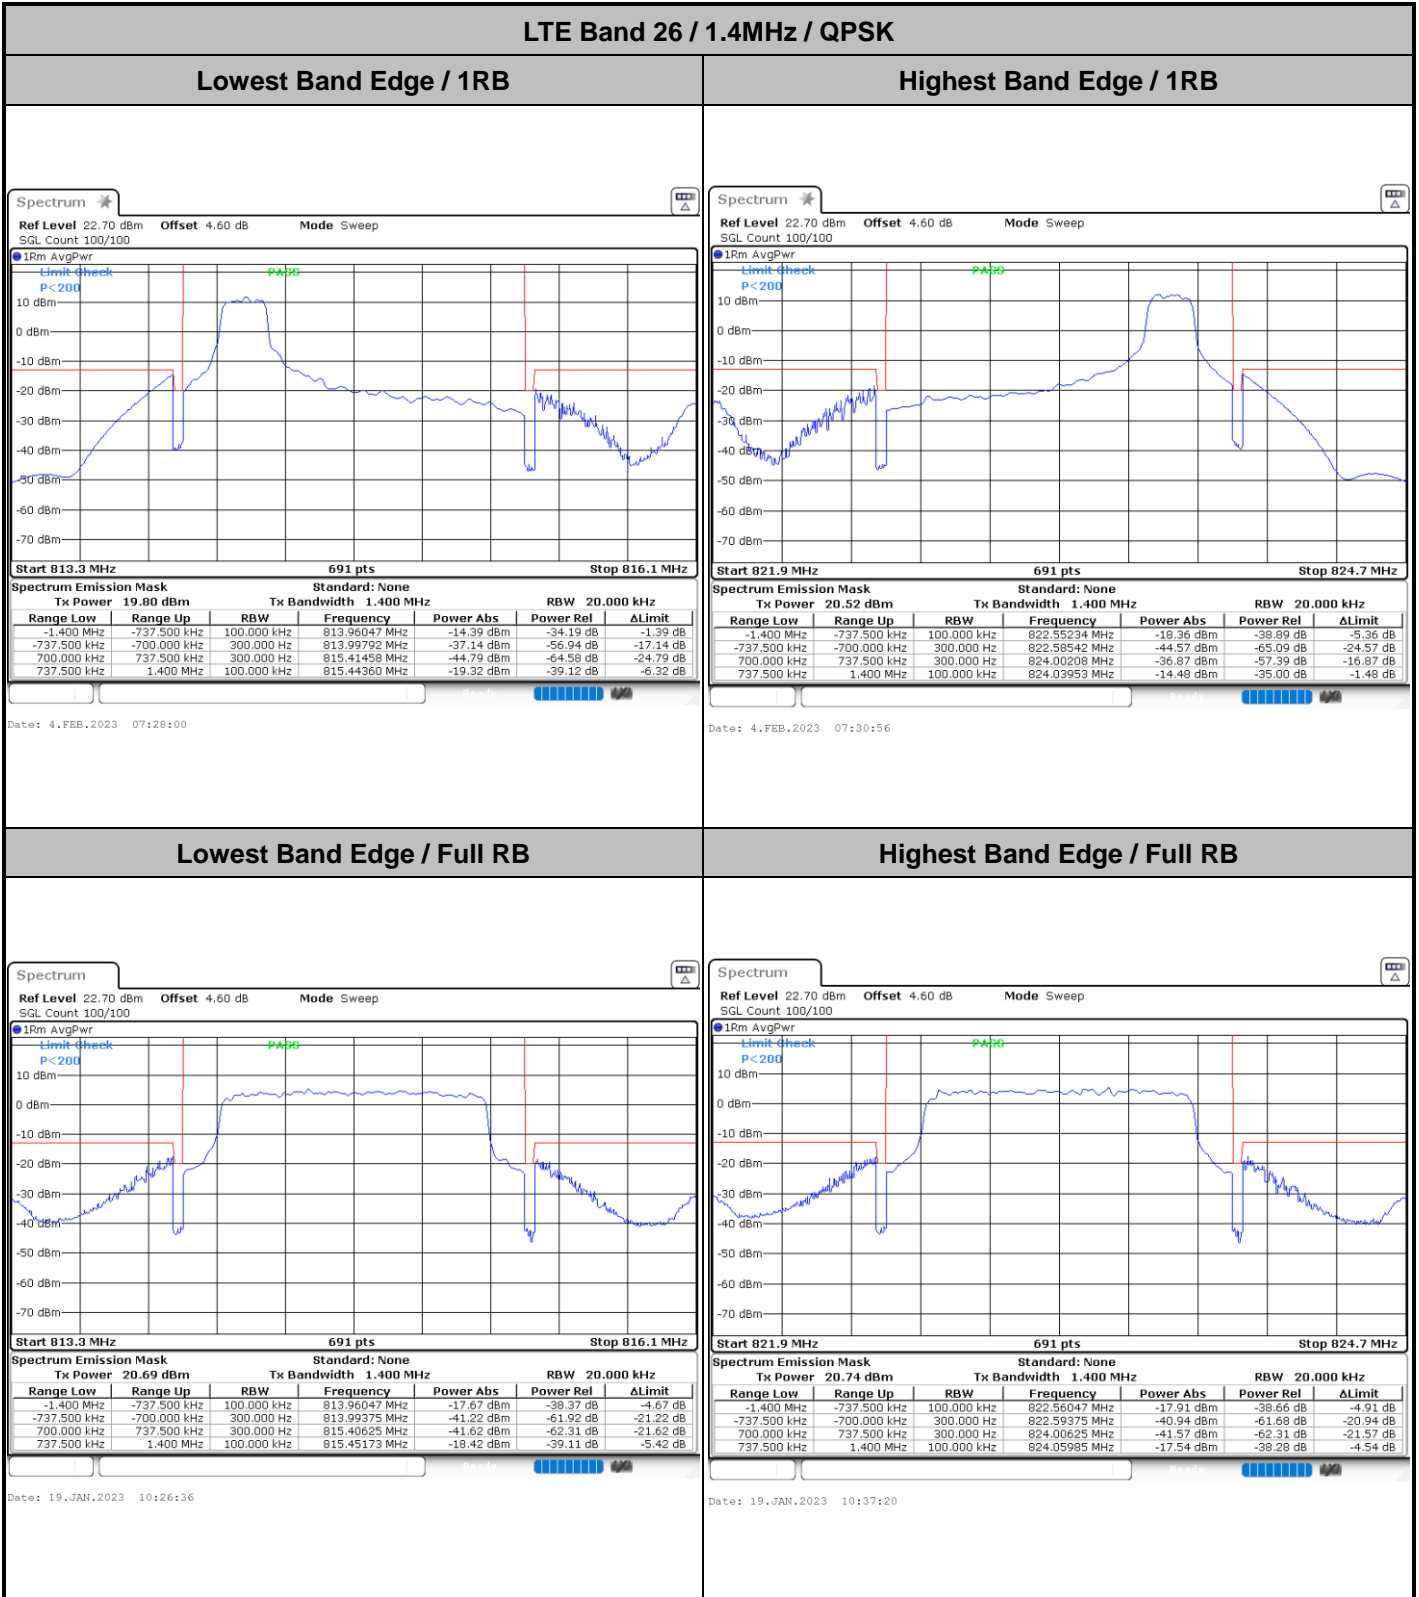 LTE Band 26 / 1.4MHz / QPSK
Lowest Band Edge / 1RB
Highest Band Edge / 1RB
Spectrum
Ref Level 22.70 dBm Offset 4.60 dB Mode Sweep
SGL Count 100/100
1Rm AvgPwr
Limit Check PASS
P<200
10 dBm
0 dBm
-10 dBm
-20 dBm
-30 dBm
-40 dBm
-50 dBm
-60 dBm
-70 dBm
Start 813.3 MHz 691 pts Stop 816.1 MHz
Spectrum Emission Mask Standard: None
Tx Power 19.80 dBm Tx Bandwidth 1.400 MHz RBW 20.000 kHz
Range Low Range Up RBW Frequency Power Abs Power Rel ΔLimit
-1.400 MHz -737.500 kHz 100.000 kHz 813.96047 MHz -14.39 dBm -34.19 dB -1.39 dB
-737.500 kHz -700.000 kHz 300.000 Hz 813.99792 MHz -37.14 dBm -56.94 dB -17.14 dB
700.000 kHz 737.500 kHz 300.000 Hz 815.41458 MHz -44.79 dBm -64.58 dB -24.79 dB
737.500 kHz 1.400 MHz 100.000 kHz 815.44360 MHz -19.32 dBm -39.12 dB -6.32 dB
Ready
Date: 4.FEB.2023 07:28:00
Spectrum
Ref Level 22.70 dBm Offset 4.60 dB Mode Sweep
SGL Count 100/100
1Rm AvgPwr
Limit Check PASS
P<200
10 dBm
0 dBm
-10 dBm
-20 dBm
-30 dBm
-40 dBm
-50 dBm
-60 dBm
-70 dBm
Start 821.9 MHz 691 pts Stop 824.7 MHz
Spectrum Emission Mask Standard: None
Tx Power 20.52 dBm Tx Bandwidth 1.400 MHz RBW 20.000 kHz
Range Low Range Up RBW Frequency Power Abs Power Rel ΔLimit
-1.400 MHz -737.500 kHz 100.000 kHz 822.55234 MHz -18.36 dBm -38.89 dB -5.36 dB
-737.500 kHz -700.000 kHz 300.000 Hz 822.58542 MHz -44.57 dBm -65.09 dB -24.57 dB
700.000 kHz 737.500 kHz 300.000 Hz 824.00208 MHz -36.87 dBm -57.39 dB -16.87 dB
737.500 kHz 1.400 MHz 100.000 kHz 824.03953 MHz -14.48 dBm -35.00 dB -1.48 dB
Ready
Date: 4.FEB.2023 07:30:56
Lowest Band Edge / Full RB
Highest Band Edge / Full RB
Spectrum
Ref Level 22.70 dBm Offset 4.60 dB Mode Sweep
SGL Count 100/100
1Rm AvgPwr
Limit Check PASS
P<200
10 dBm
0 dBm
-10 dBm
-20 dBm
-30 dBm
-40 dBm
-50 dBm
-60 dBm
-70 dBm
Start 813.3 MHz 691 pts Stop 816.1 MHz
Spectrum Emission Mask Standard: None
Tx Power 20.69 dBm Tx Bandwidth 1.400 MHz RBW 20.000 kHz
Range Low Range Up RBW Frequency Power Abs Power Rel ΔLimit
-1.400 MHz -737.500 kHz 100.000 kHz 813.96047 MHz -17.67 dBm -38.37 dB -4.67 dB
-737.500 kHz -700.000 kHz 300.000 Hz 813.99375 MHz -41.22 dBm -61.92 dB -21.22 dB
700.000 kHz 737.500 kHz 300.000 Hz 815.40625 MHz -41.62 dBm -62.31 dB -21.62 dB
737.500 kHz 1.400 MHz 100.000 kHz 815.45173 MHz -18.42 dBm -39.11 dB -5.42 dB
Ready
Date: 19.JAN.2023 10:26:36
Spectrum
Ref Level 22.70 dBm Offset 4.60 dB Mode Sweep
SGL Count 100/100
1Rm AvgPwr
Limit Check PASS
P<200
10 dBm
0 dBm
-10 dBm
-20 dBm
-30 dBm
-40 dBm
-50 dBm
-60 dBm
-70 dBm
Start 821.9 MHz 691 pts Stop 824.7 MHz
Spectrum Emission Mask Standard: None
Tx Power 20.74 dBm Tx Bandwidth 1.400 MHz RBW 20.000 kHz
Range Low Range Up RBW Frequency Power Abs Power Rel ΔLimit
-1.400 MHz -737.500 kHz 100.000 kHz 822.56047 MHz -17.91 dBm -38.66 dB -4.91 dB
-737.500 kHz -700.000 kHz 300.000 Hz 822.59375 MHz -40.94 dBm -61.68 dB -20.94 dB
700.000 kHz 737.500 kHz 300.000 Hz 824.00625 MHz -41.57 dBm -62.31 dB -21.57 dB
737.500 kHz 1.400 MHz 100.000 kHz 824.05985 MHz -17.54 dBm -38.28 dB -4.54 dB
Ready
Date: 19.JAN.2023 10:37:20